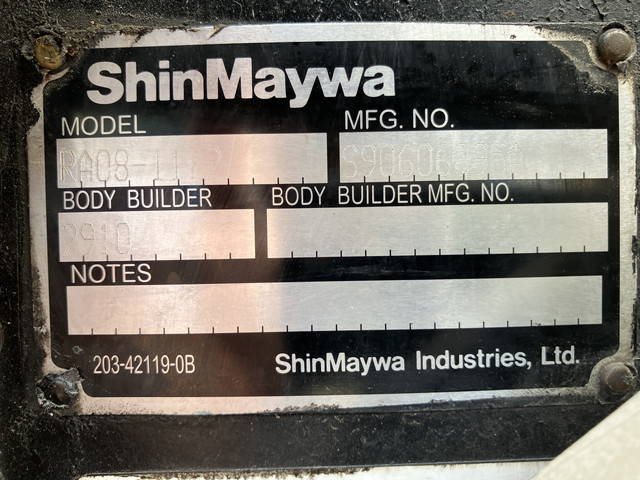 ShinMaywa
MODEL
MFG. NO.
BODY BUILDER
BODY BUILDER MFG. NO.
NOTES
203-42119-0B
ShinMaywa Industries, Ltd.